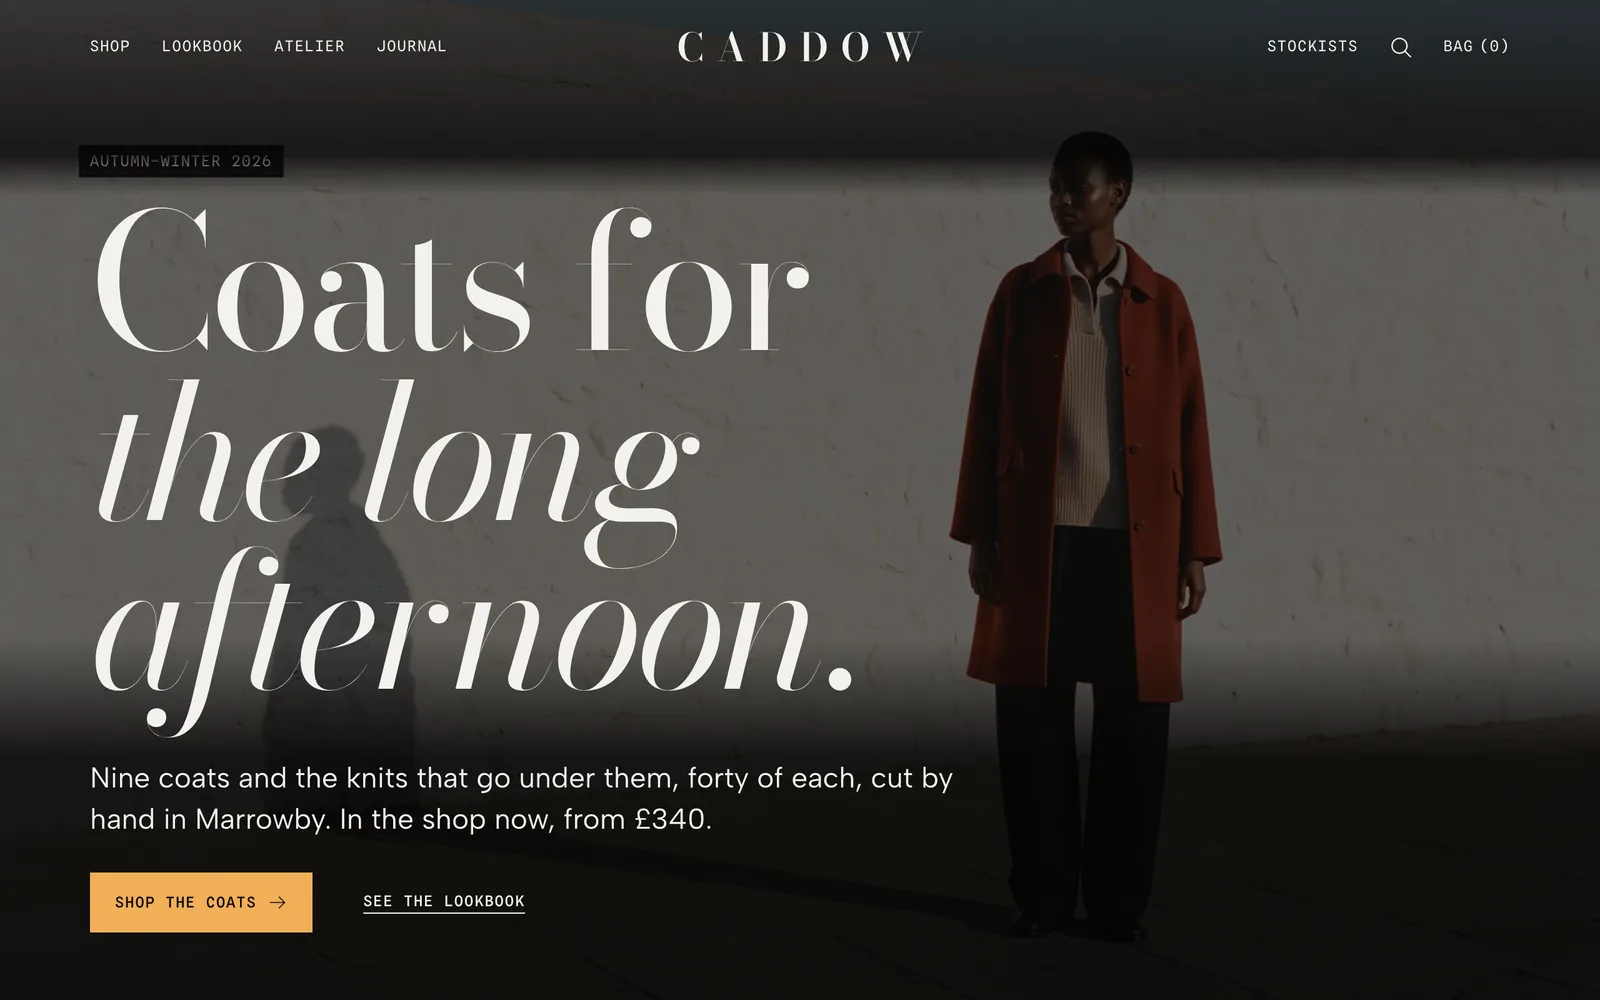 SHOP LOOKBOOK ATELIER JOURNAL
CADDOW
STOCKISTS BAG (0)
AUTUMN–WINTER 2026
Coats for
the long
afternoon.
Nine coats and the knits that go under them, forty of each, cut by
hand in Marrowby. In the shop now, from £340.
SHOP THE COATS →
SEE THE LOOKBOOK